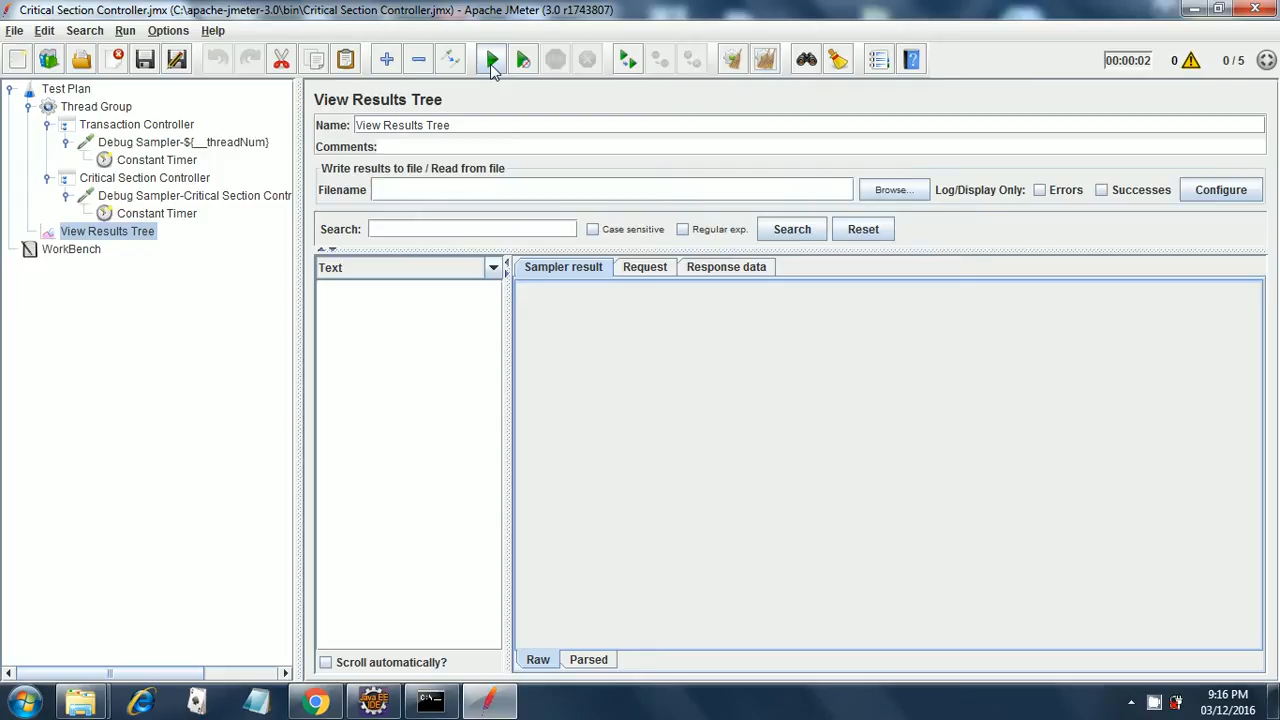 Critical Section Controller.jmx (C:\apache-jmeter-3.0\bin\Critical Section Controller.jmx) - Apache JMeter (3.0 r1743807)
File Edit Search Run Options Help
00:00:02 0 0 / 5
Test Plan
Thread Group
Transaction Controller
Debug Sampler-${__threadNum}
Constant Timer
Critical Section Controller
Debug Sampler-Critical Section Contr
Constant Timer
View Results Tree
WorkBench
View Results Tree
Name: View Results Tree
Comments:
Write results to file / Read from file
Filename Browse... Log/Display Only: Errors Successes Configure
Search: Case sensitive Regular exp. Search Reset
Text
Sampler result Request Response data
Scroll automatically?
Raw Parsed
Java EE
IDE
C:\.
9:16 PM
03/12/2016